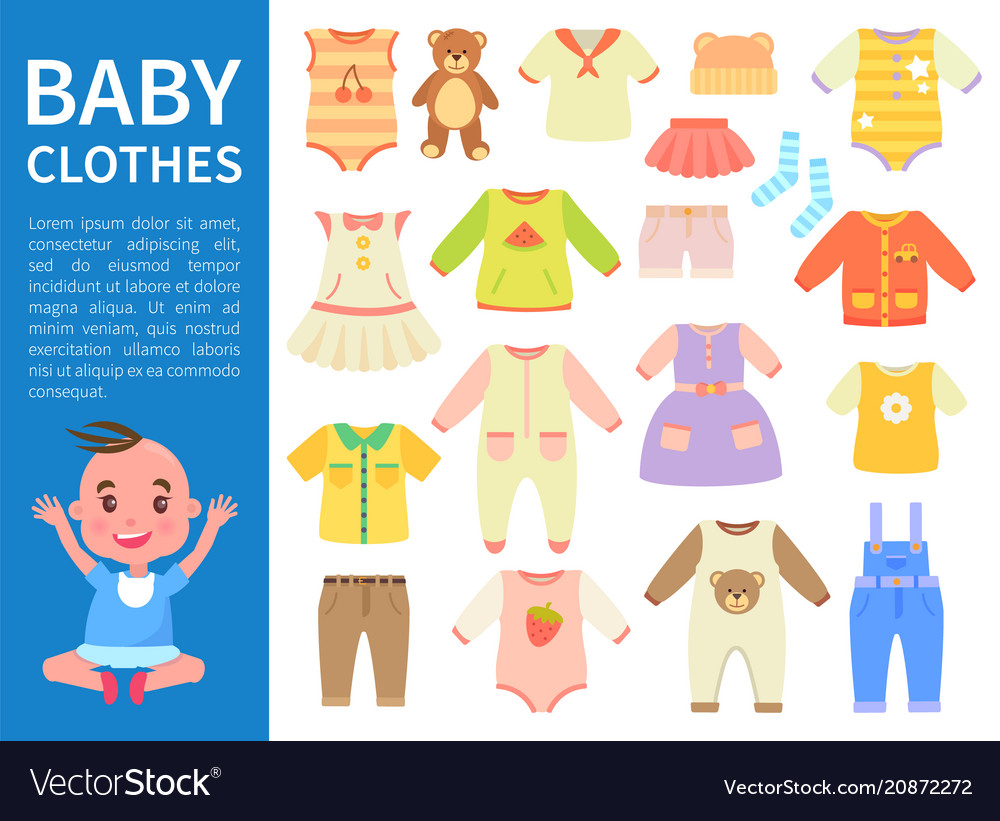 BABY
CLOTHES
Lorem ipsum dolor sit amet,
consectetur adipiscing elit,
sed do eiusmod tempor
incididunt ut labore et dolore
magna aliqua. Ut enim ad
minim veniam, quis nostrud
exercitation ullamco laboris
nisi ut aliquip ex ea commodo
consequat.
VectorStock®
VectorStock.com/20872272